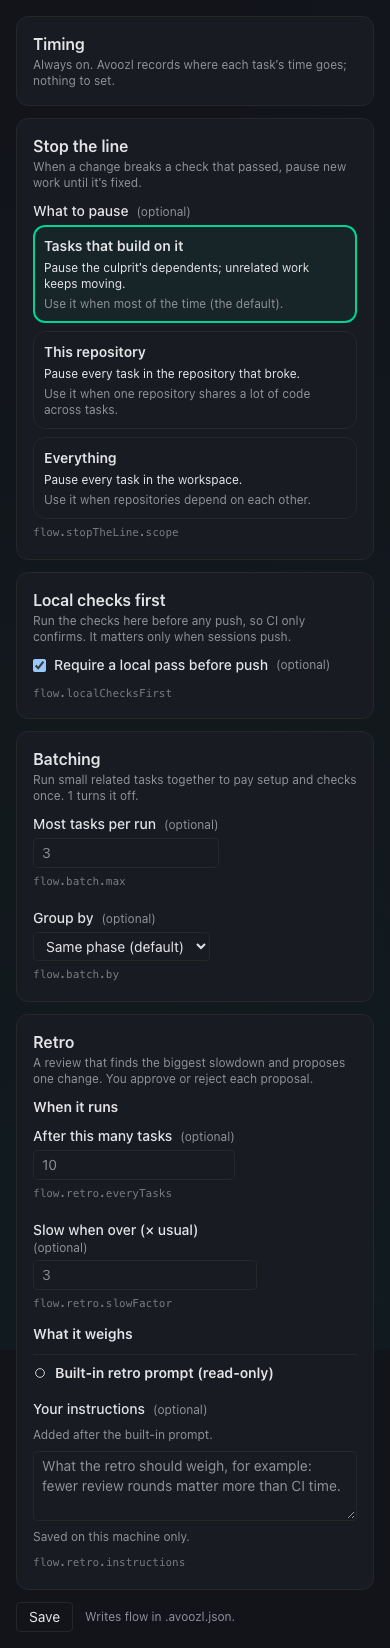 Timing
Always on. Avoozl records where each task's time goes;
nothing to set.
Stop the line
When a change breaks a check that passed, pause new
work until it's fixed.
What to pause (optional)
Tasks that build on it
Pause the culprit's dependents; unrelated work
keeps moving.
Use it when most of the time (the default).
This repository
Pause every task in the repository that broke.
Use it when one repository shares a lot of code
across tasks.
Everything
Pause every task in the workspace.
Use it when repositories depend on each other.
flow.stopTheLine.scope
Local checks first
Run the checks here before any push, so CI only
confirms. It matters only when sessions push.
Require a local pass before push (optional)
flow.localChecksFirst
Batching
Run small related tasks together to pay setup and checks
once. 1 turns it off.
Most tasks per run (optional)
3
flow.batch.max
Group by (optional)
Same phase (default)
flow.batch.by
Retro
A review that finds the biggest slowdown and proposes
one change. You approve or reject each proposal.
When it runs
After this many tasks (optional)
10
flow.retro.everyTasks
Slow when over (× usual)
(optional)
3
flow.retro.slowFactor
What it weighs
Built-in retro prompt (read-only)
Your instructions (optional)
Added after the built-in prompt.
What the retro should weigh, for example:
fewer review rounds matter more than CI time.
Saved on this machine only.
flow.retro.instructions
Save Writes flow in .avoozl.json.